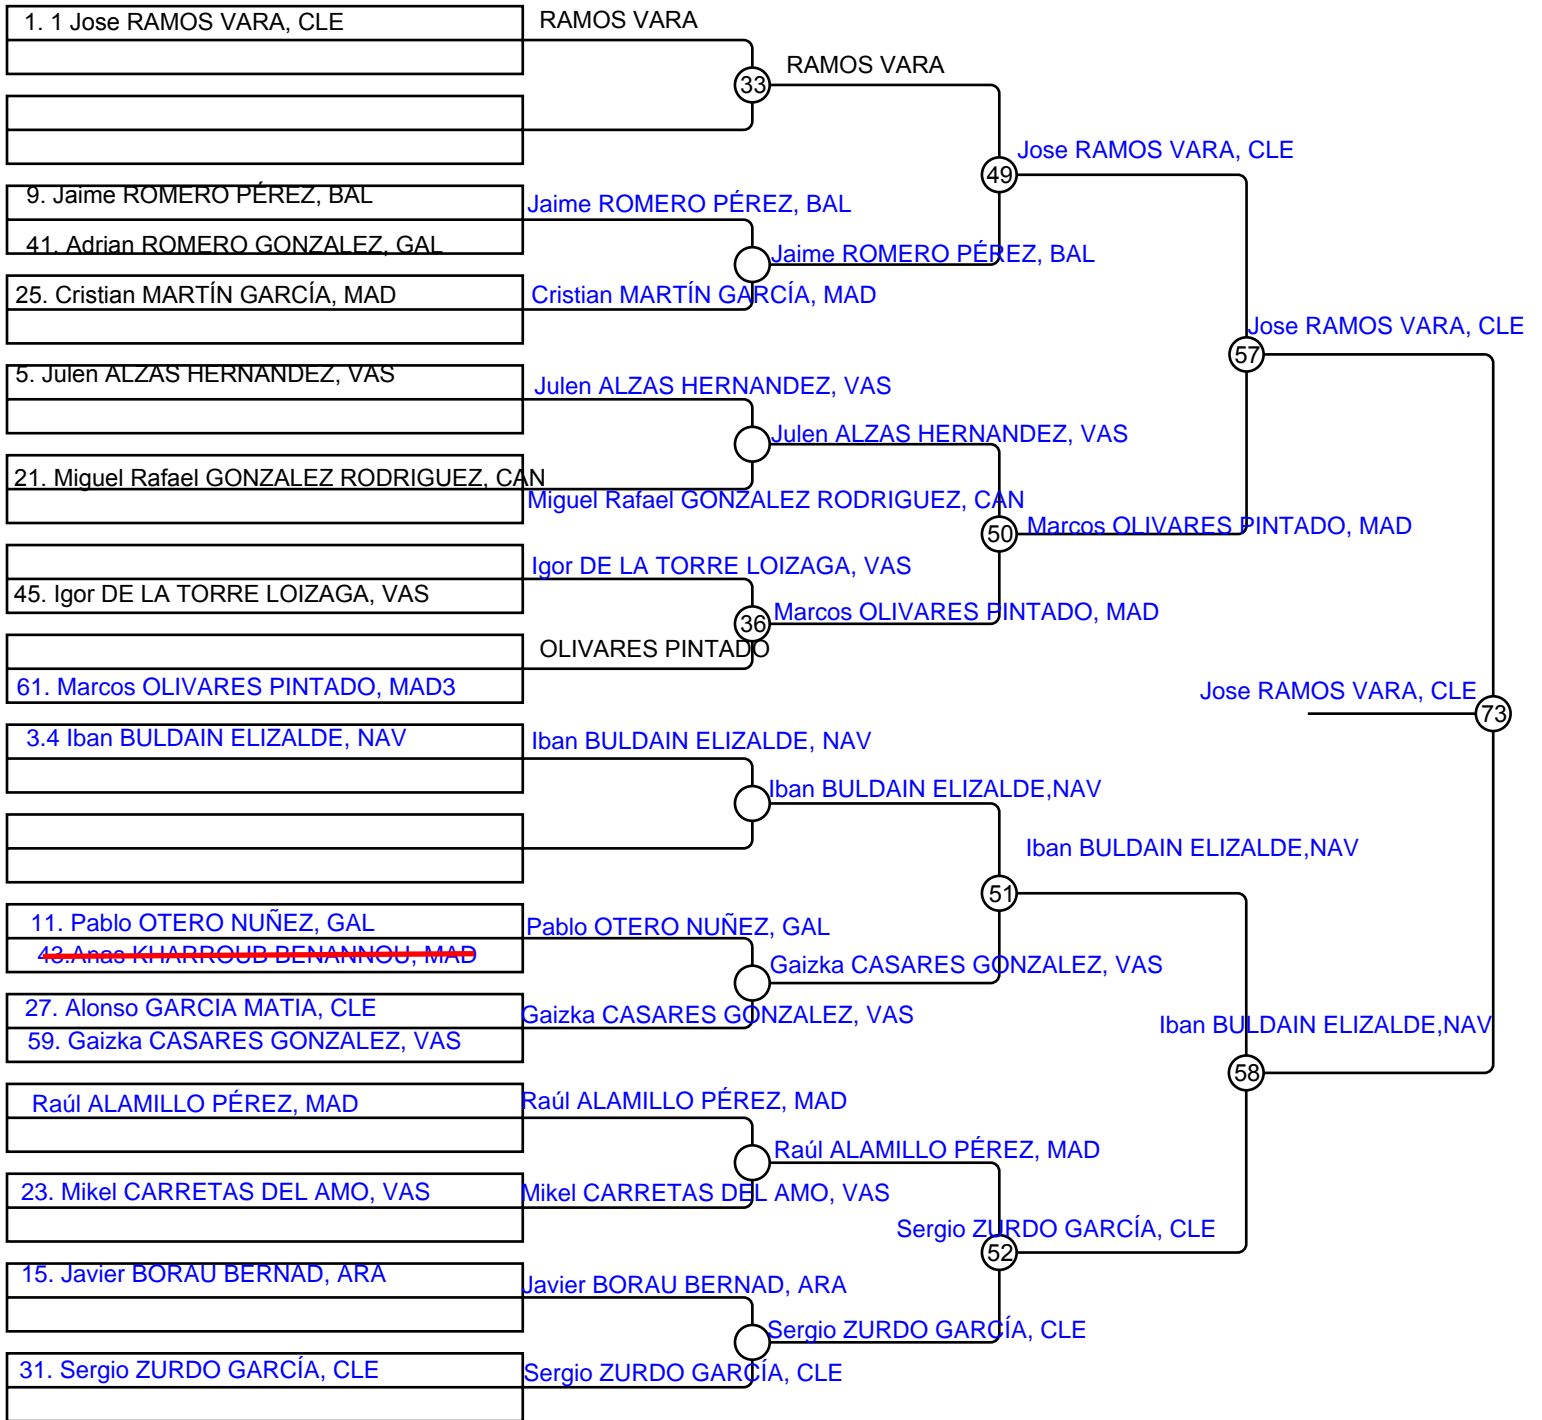 1. 1 Jose RAMOS VARA, CLE
RAMOS VARA
RAMOS VARA
33
Jose RAMOS VARA, CLE
49
9. Jaime ROMERO PÉREZ, BAL
Jaime ROMERO PÉREZ, BAL
41. Adrian ROMERO GONZALEZ, GAL
Jaime ROMERO PÉREZ, BAL
25. Cristian MARTÍN GARCÍA, MAD
Cristian MARTÍN GARCÍA, MAD
Jose RAMOS VARA, CLE
57
5. Julen ALZAS HERNANDEZ, VAS
Julen ALZAS HERNANDEZ, VAS
Julen ALZAS HERNANDEZ, VAS
21. Miguel Rafael GONZALEZ RODRIGUEZ, CAN
Miguel Rafael GONZALEZ RODRIGUEZ, CAN
50
Marcos OLIVARES PINTADO, MAD
Igor DE LA TORRE LOIZAGA, VAS
45. Igor DE LA TORRE LOIZAGA, VAS
36
Marcos OLIVARES PINTADO, MAD
OLIVARES PINTADO
61. Marcos OLIVARES PINTADO, MAD3
Jose RAMOS VARA, CLE
73
3.4 Iban BULDAIN ELIZALDE, NAV
Iban BULDAIN ELIZALDE, NAV
Iban BULDAIN ELIZALDE,NAV
Iban BULDAIN ELIZALDE,NAV
51
11. Pablo OTERO NUÑEZ, GAL
Pablo OTERO NUÑEZ, GAL
43.Anas KHARROUB BENANNOU, MAD
Gaizka CASARES GONZALEZ, VAS
27. Alonso GARCIA MATIA, CLE
Gaizka CASARES GONZALEZ, VAS
59. Gaizka CASARES GONZALEZ, VAS
Iban BULDAIN ELIZALDE,NAV
58
Raúl ALAMILLO PÉREZ, MAD
Raúl ALAMILLO PÉREZ, MAD
Raúl ALAMILLO PÉREZ, MAD
23. Mikel CARRETAS DEL AMO, VAS
Mikel CARRETAS DEL AMO, VAS
Sergio ZURDO GARCÍA, CLE
52
15. Javier BORAU BERNAD, ARA
Javier BORAU BERNAD, ARA
Sergio ZURDO GARCÍA, CLE
31. Sergio ZURDO GARCÍA, CLE
Sergio ZURDO GARCÍA, CLE